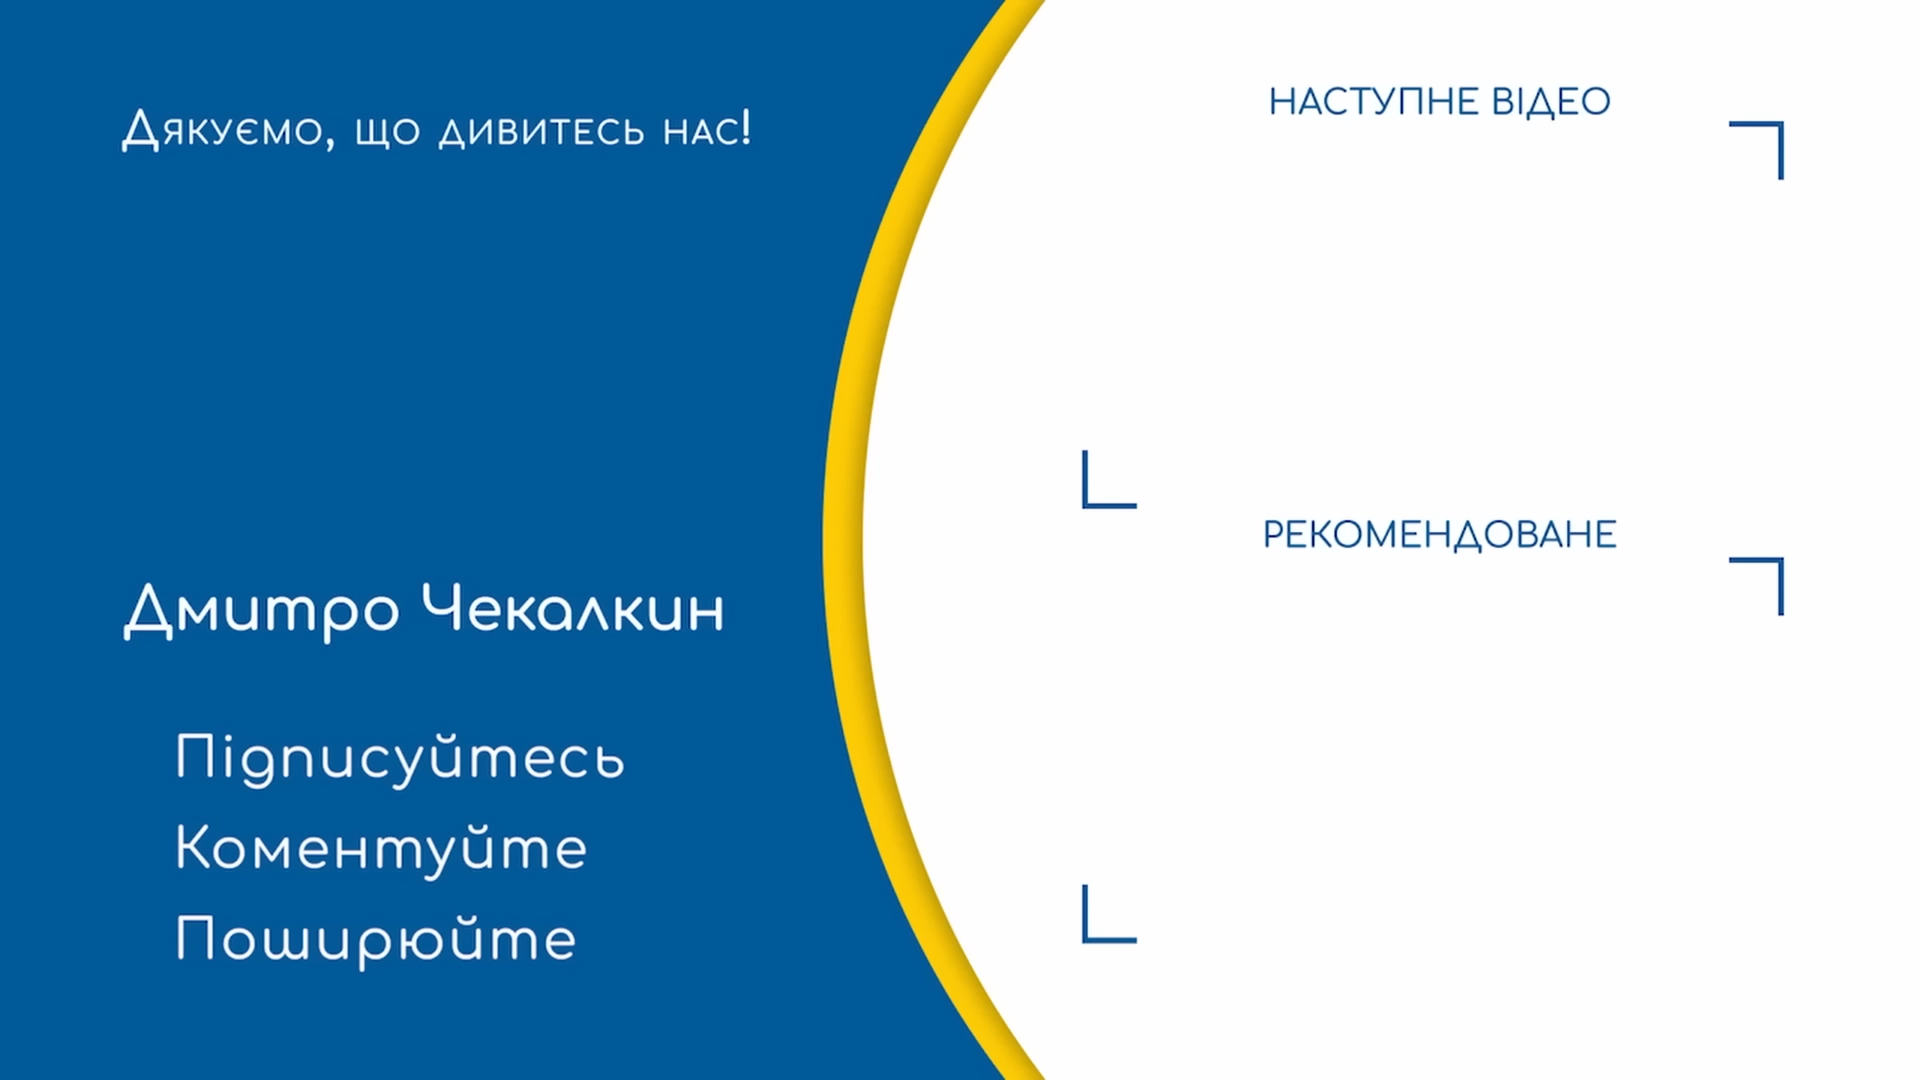 Дякуємо, що дивитесь нас!
Дмитро Чекалкин
Підписуйтесь
Коментуйте
Поширюйте
НАСТУПНЕ ВІДЕО
РЕКОМЕНДОВАНЕ